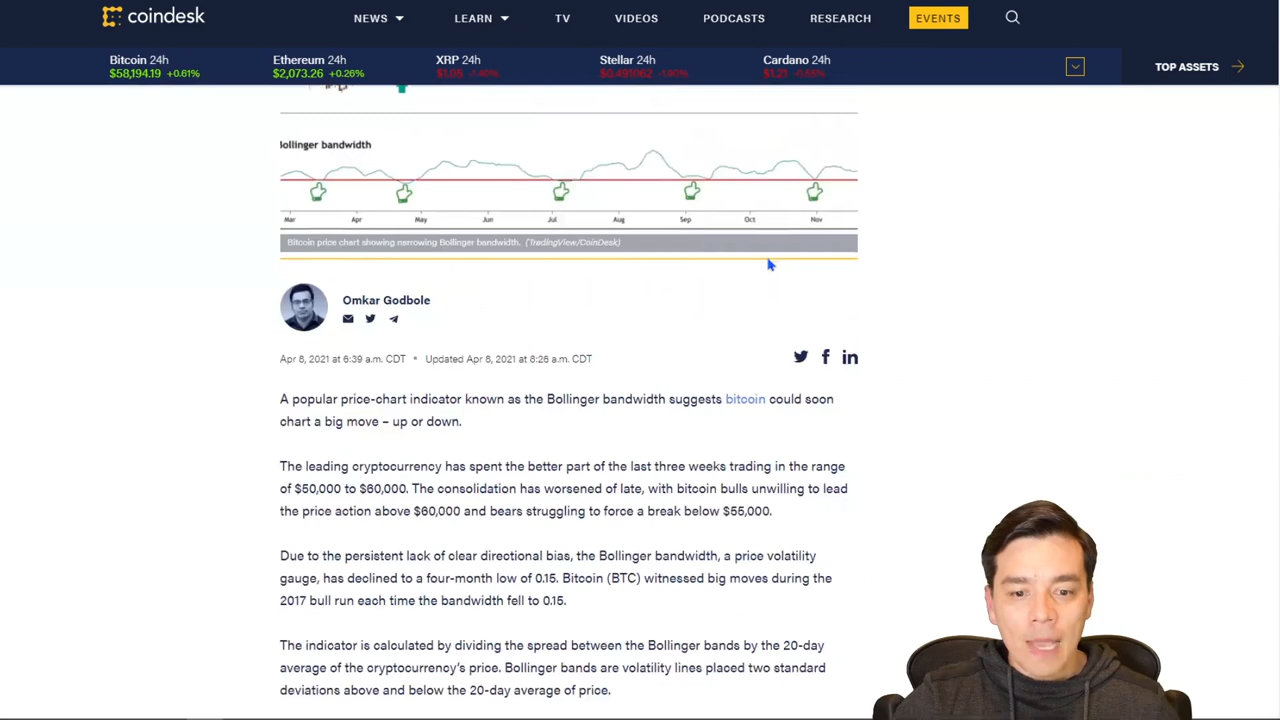 coindesk
NEWS LEARN TV VIDEOS PODCASTS RESEARCH EVENTS
Bitcoin 24h Ethereum 24h XRP 24h Stellar 24h Cardano 24h
$58,194.19 +0.61% $2,073.26 +0.26% $1.05 -1.40% $0.491062 -1.90% $1.21 -0.55%
TOP ASSETS
Bollinger bandwidth
Mar Apr May Jun Jul Aug Sep Oct Nov
Bitcoin price chart showing narrowing Bollinger bandwidth. (TradingView/CoinDesk)
Omkar Godbole
Apr 8, 2021 at 6:39 a.m. CDT • Updated Apr 8, 2021 at 8:26 a.m. CDT
A popular price-chart indicator known as the Bollinger bandwidth suggests bitcoin could soon
chart a big move – up or down.
The leading cryptocurrency has spent the better part of the last three weeks trading in the range
of $50,000 to $60,000. The consolidation has worsened of late, with bitcoin bulls unwilling to lead
the price action above $60,000 and bears struggling to force a break below $55,000.
Due to the persistent lack of clear directional bias, the Bollinger bandwidth, a price volatility
gauge, has declined to a four-month low of 0.15. Bitcoin (BTC) witnessed big moves during the
2017 bull run each time the bandwidth fell to 0.15.
The indicator is calculated by dividing the spread between the Bollinger bands by the 20-day
average of the cryptocurrency's price. Bollinger bands are volatility lines placed two standard
deviations above and below the 20-day average of price.